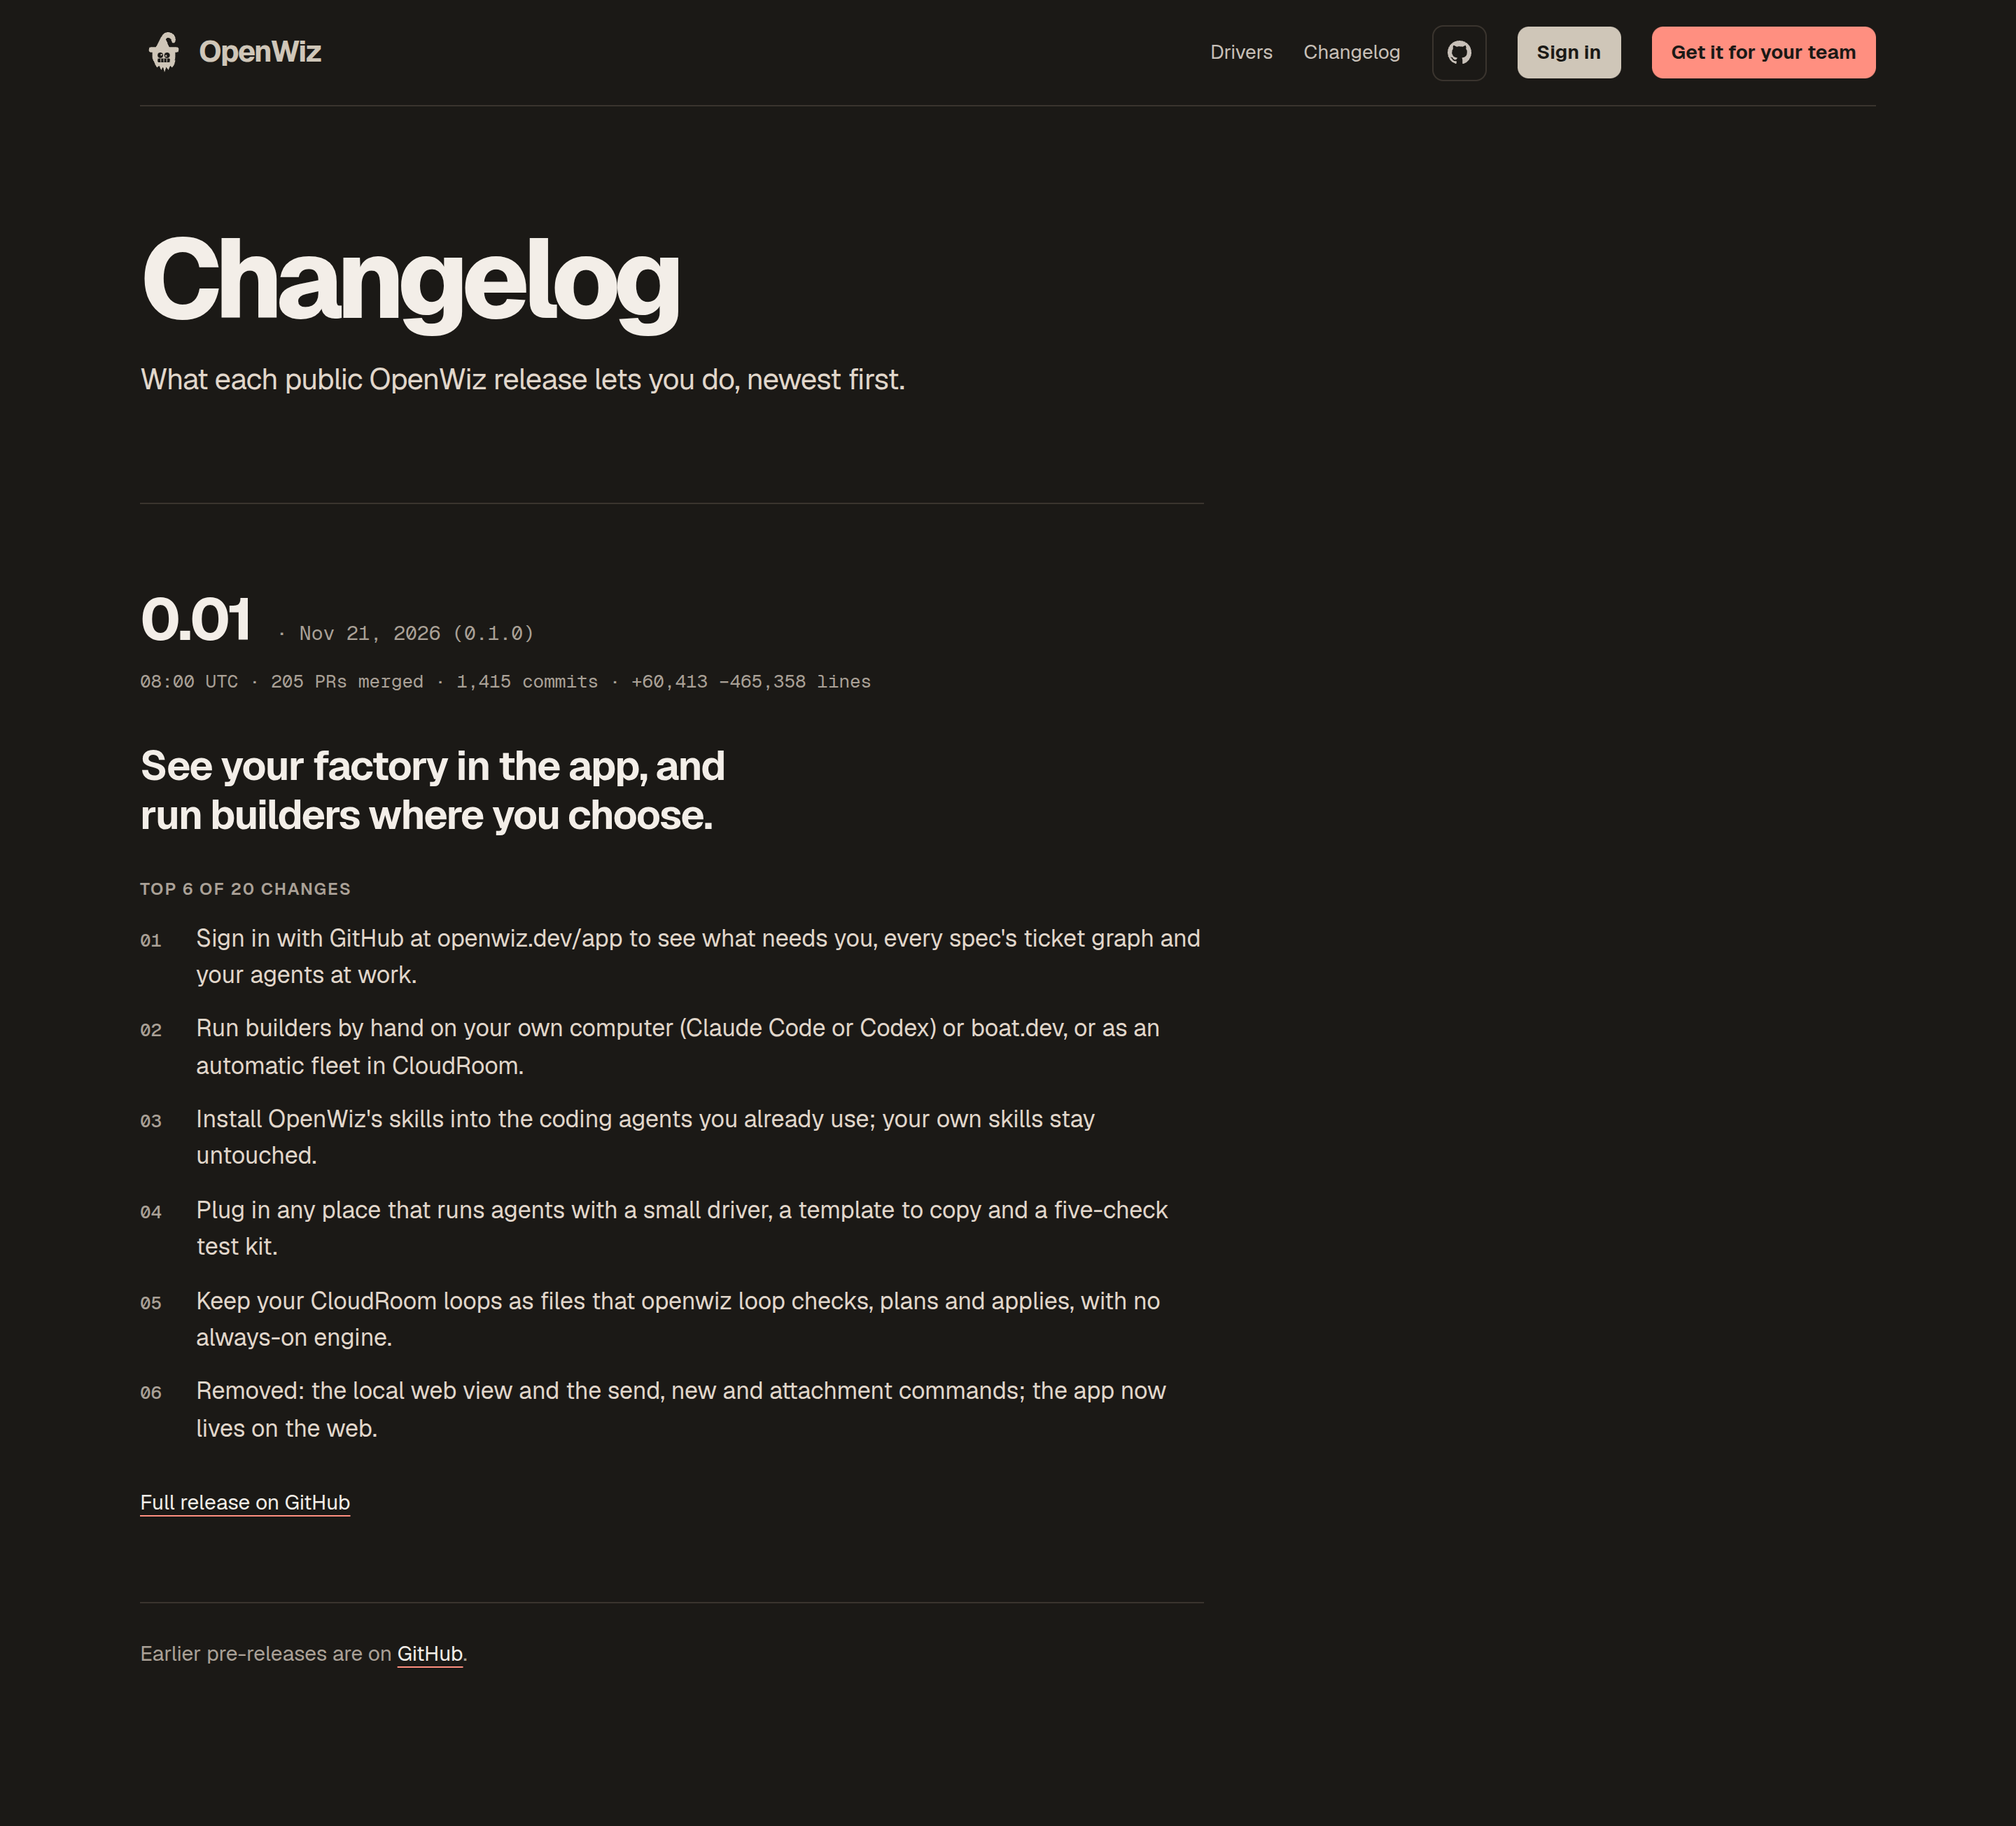 OpenWiz
Drivers
Changelog
Sign in
Get it for your team
Changelog
What each public OpenWiz release lets you do, newest first.
0.01 · Nov 21, 2026 (0.1.0)
08:00 UTC · 205 PRs merged · 1,415 commits · +60,413 −465,358 lines
See your factory in the app, and
run builders where you choose.
TOP 6 OF 20 CHANGES
01 Sign in with GitHub at openwiz.dev/app to see what needs you, every spec's ticket graph and
your agents at work.
02 Run builders by hand on your own computer (Claude Code or Codex) or boat.dev, or as an
automatic fleet in CloudRoom.
03 Install OpenWiz's skills into the coding agents you already use; your own skills stay
untouched.
04 Plug in any place that runs agents with a small driver, a template to copy and a five-check
test kit.
05 Keep your CloudRoom loops as files that openwiz loop checks, plans and applies, with no
always-on engine.
06 Removed: the local web view and the send, new and attachment commands; the app now
lives on the web.
Full release on GitHub
Earlier pre-releases are on GitHub.